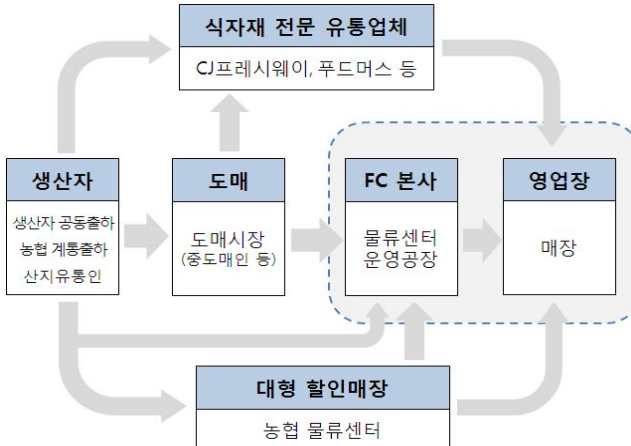 식자재 전문 유통업체
CJ프레시웨이, 푸드머스 등
생산자
생산자 공동출하
농협 계통출하
산지유통인
도매
도매시장
(중도매인 등)
FC 본사
물류센터
운영공장
영업장
매장
대형 할인매장
농협 물류센터